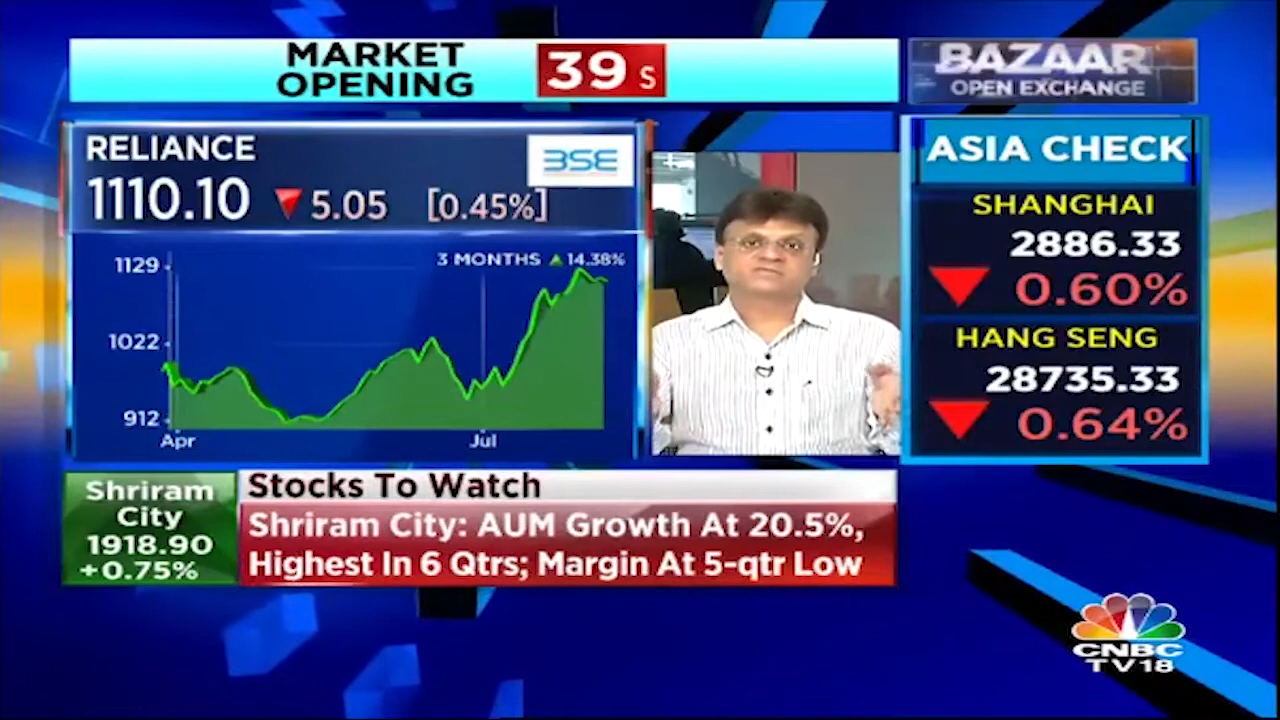 MARKET
OPENING
39 S
BAZAAR
OPEN EXCHANGE
RELIANCE
BSE
1110.10 ▼ 5.05 [0.45%]
3 MONTHS ▲ 14.38%
1129
1022
912
Apr Jul
ASIA CHECK
SHANGHAI
2886.33
▼ 0.60%
HANG SENG
28735.33
▼ 0.64%
Shriram
City
1918.90
+0.75%
Stocks To Watch
Shriram City: AUM Growth At 20.5%,
Highest In 6 Qtrs; Margin At 5-qtr Low
CNBC
TV18